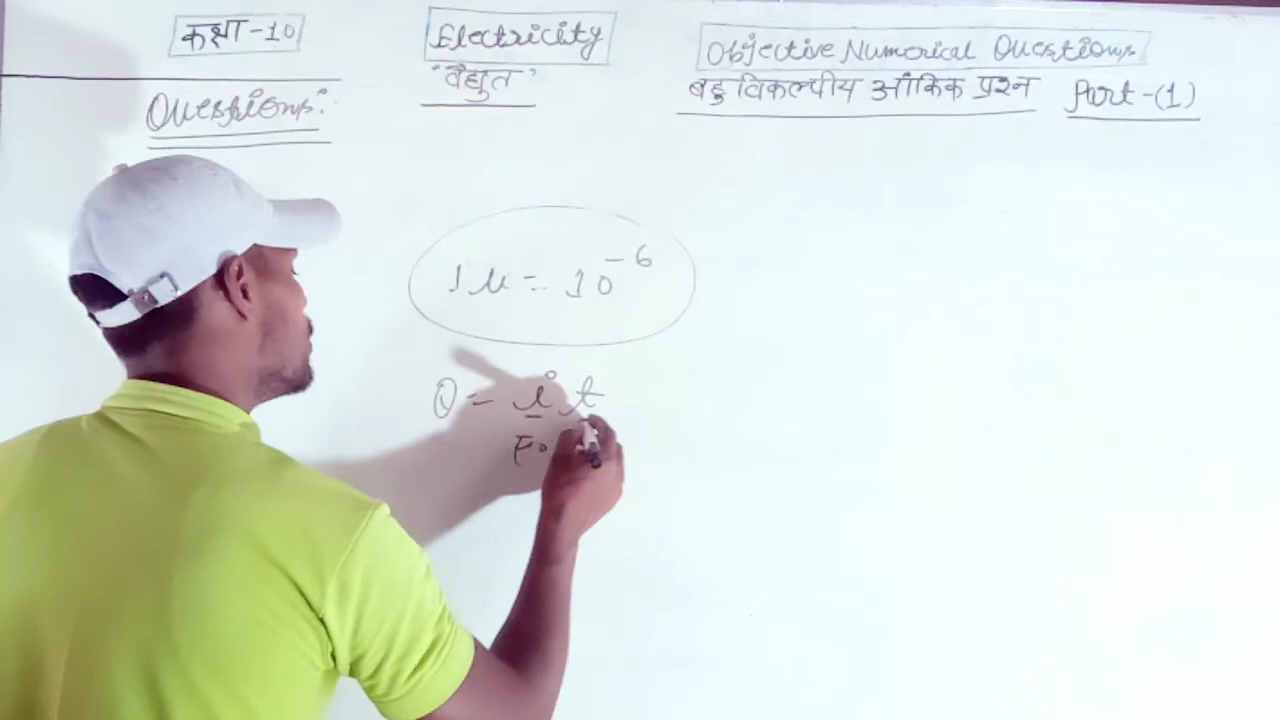 कक्षा-10
Electricity
"वैद्युत"
Objective Numerical Questions
बहुविकल्पीय आंकिक प्रश्न Part-(1)
Questions:
1 μ = 10⁻⁶
Q = i t